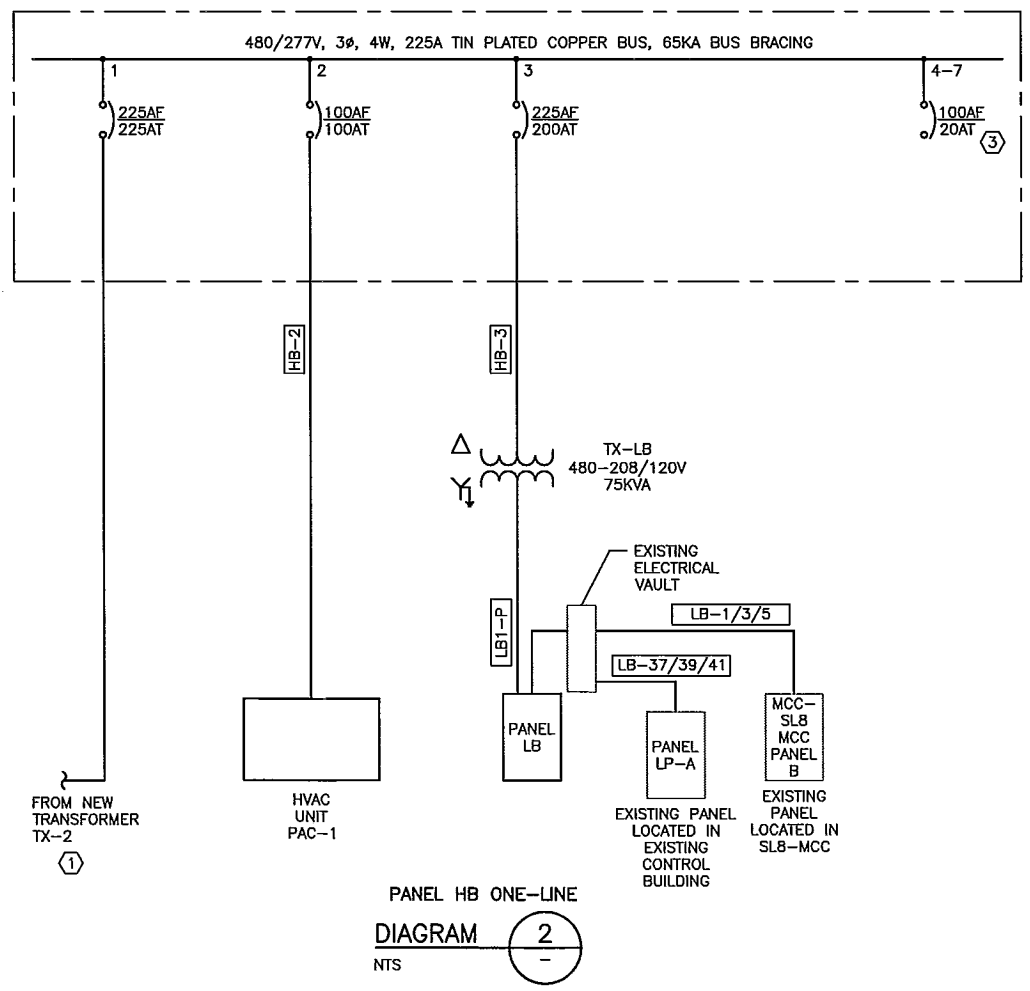 480/277V, 3ø, 4W, 225A TIN PLATED COPPER BUS, 65KA BUS BRACING
1
2
3
4-7
225AF
225AT
100AF
100AT
225AF
200AT
100AF
20AT
3
HB-2
HB-3
TX-LB
480-208/120V
75KVA
EXISTING
ELECTRICAL
VAULT
LB1-P
LB-1/3/5
LB-37/39/41
PANEL
LB
PANEL
LP-A
MCC-
SL8
MCC
PANEL
B
FROM NEW
TRANSFORMER
TX-2
1
HVAC
UNIT
PAC-1
EXISTING PANEL
LOCATED IN
EXISTING
CONTROL
BUILDING
EXISTING
PANEL
LOCATED IN
SL8-MCC
PANEL HB ONE-LINE
DIAGRAM
2
-
NTS